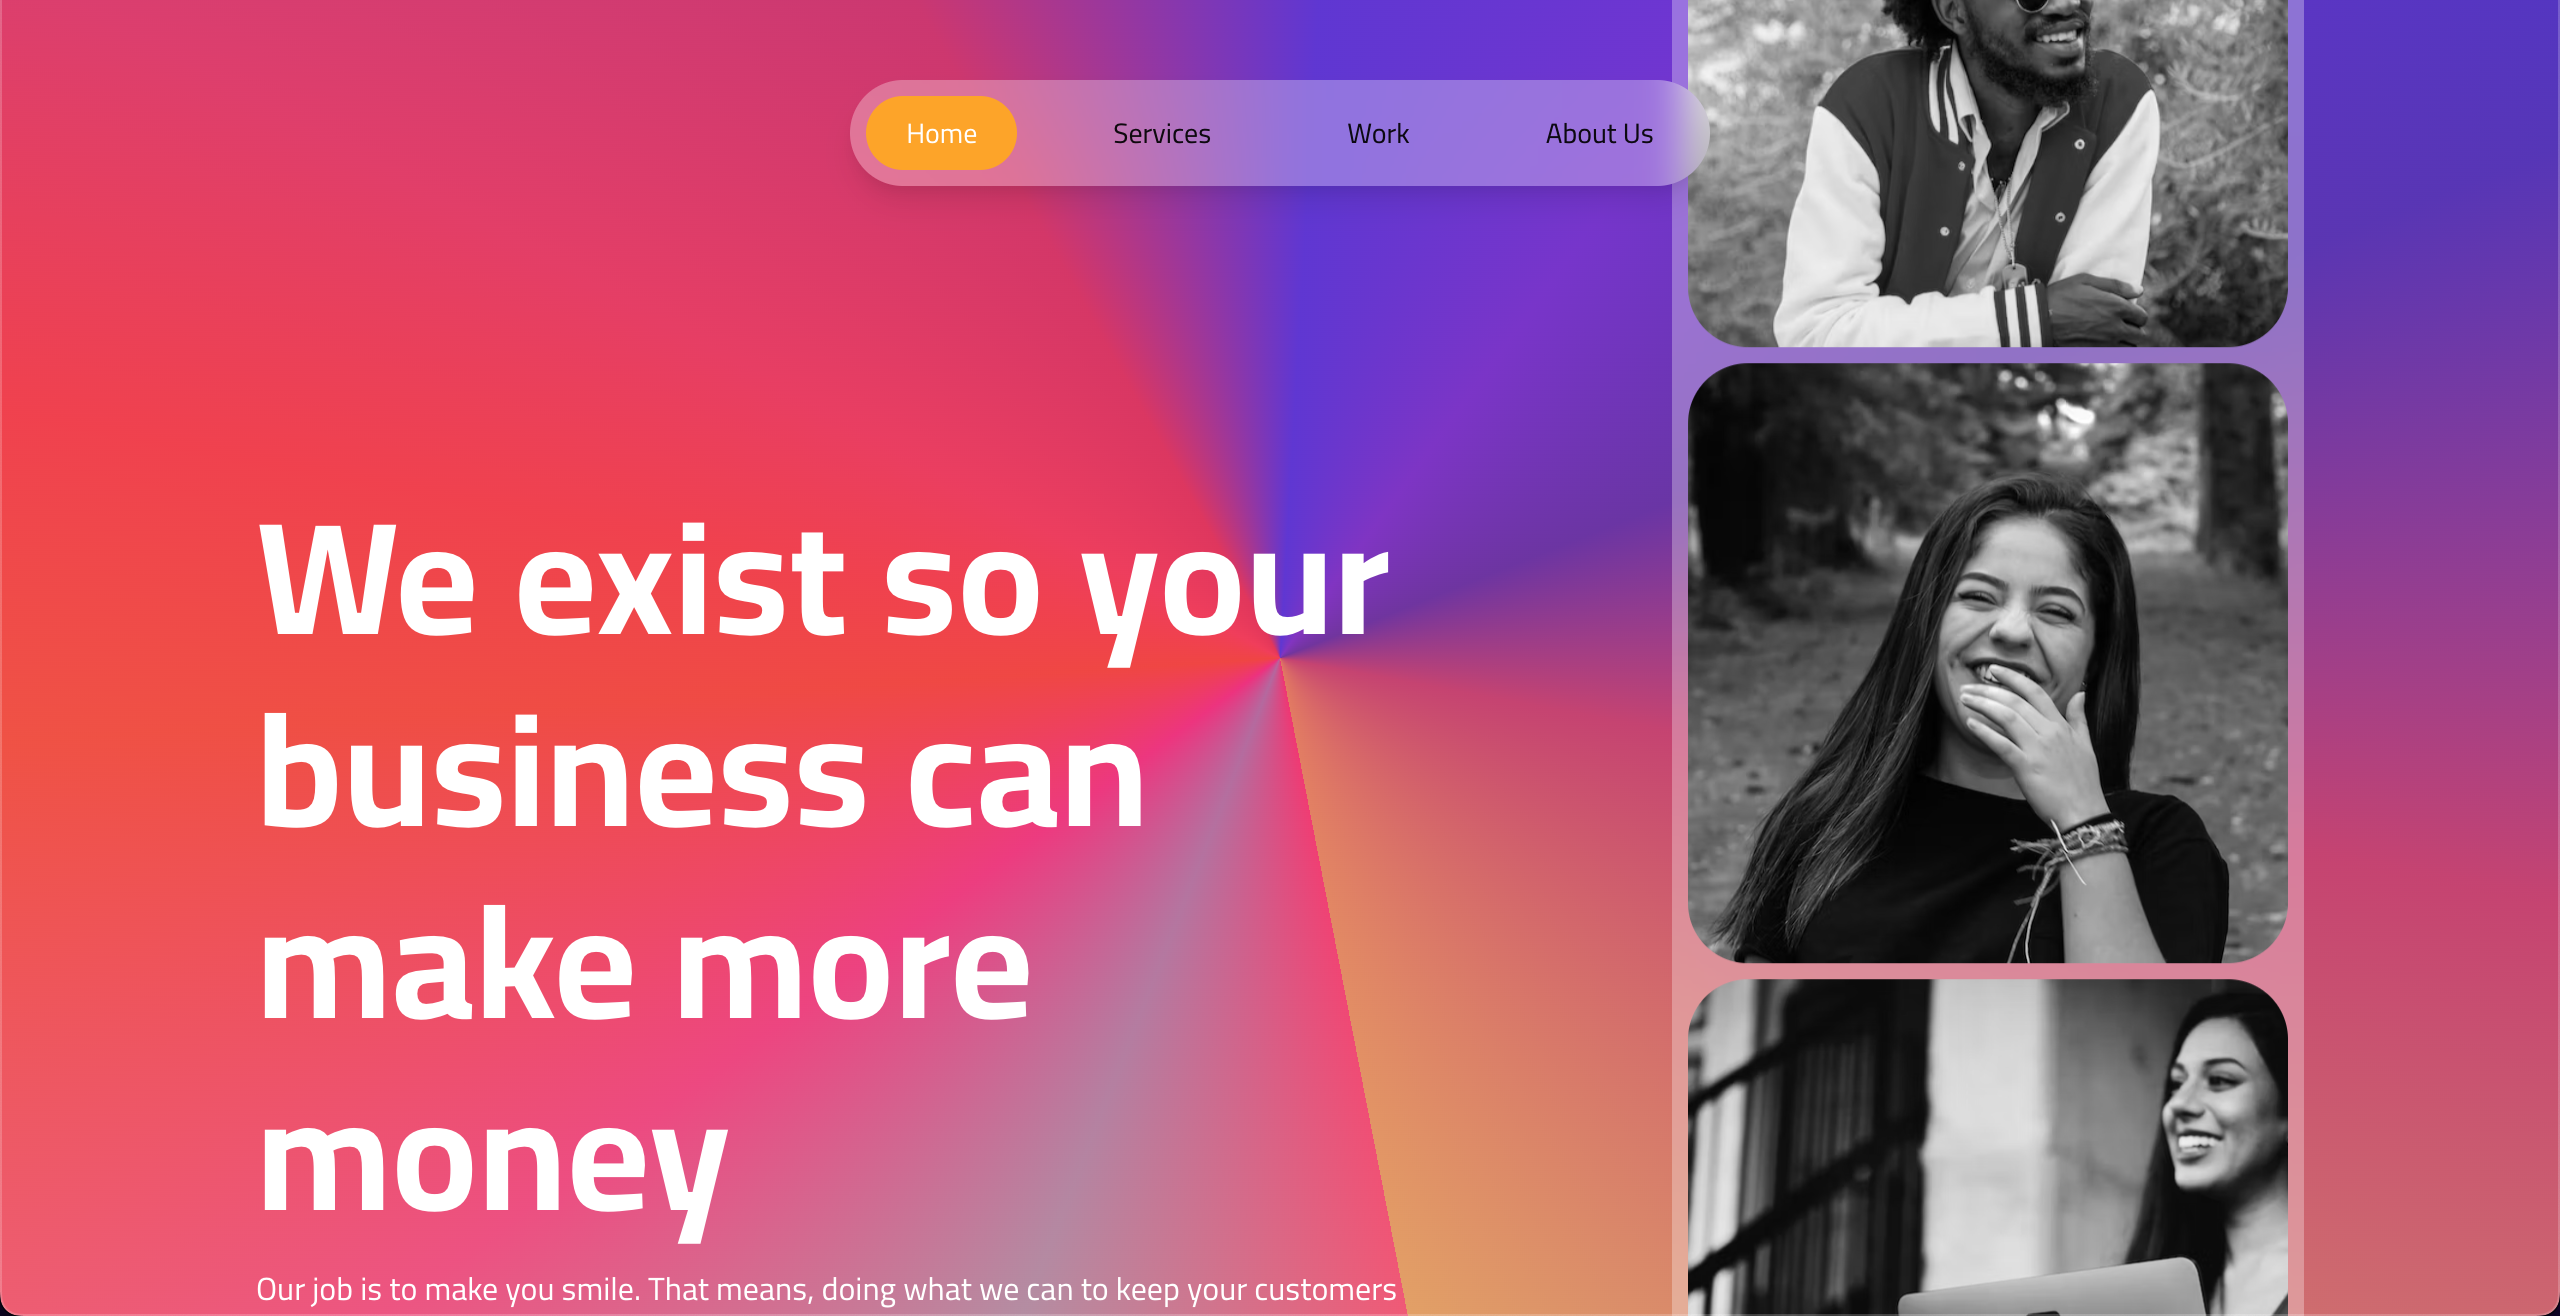 Home Services Work About Us
We exist so your
business can
make more
money
Our job is to make you smile. That means, doing what we can to keep your customers